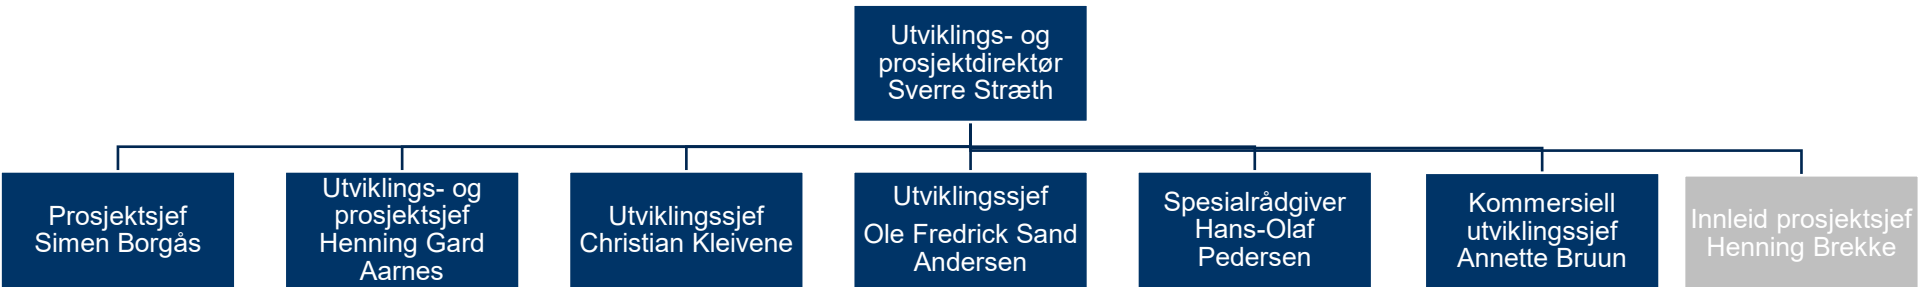 Utviklings- og
prosjektdirektør
Sverre Stræth
Prosjektsjef
Simen Borgås
Utviklings- og
prosjektsjef
Henning Gard
Aarnes
Utviklingssjef
Christian Kleivene
Utviklingssjef
Ole Fredrick Sand
Andersen
Spesialrådgiver
Hans-Olaf
Pedersen
Kommersiell
utviklingssjef
Annette Bruun
Innleid prosjektsjef
Henning Brekke